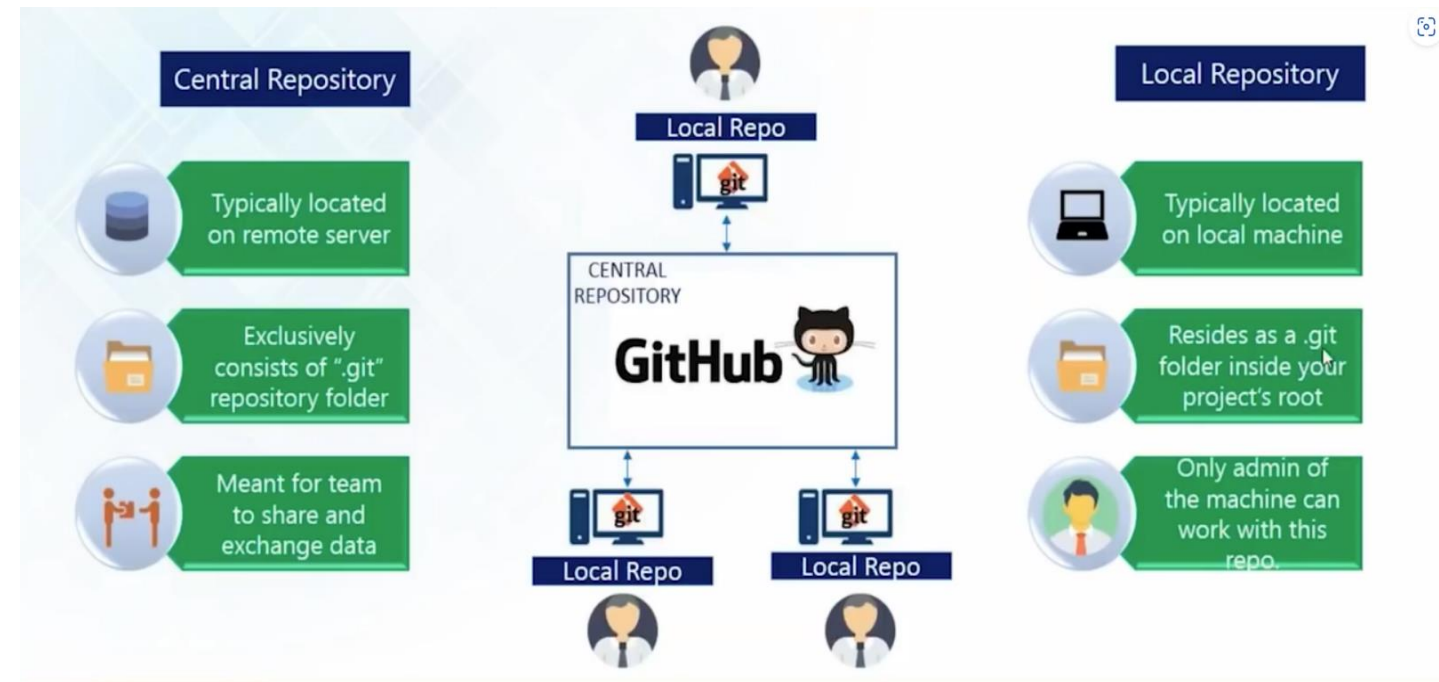 Central Repository
Typically located
on remote server
Exclusively
consists of “.git”
repository folder
Meant for team
to share and
exchange data
Local Repo
git
CENTRAL
REPOSITORY
GitHub
git
Local Repo
git
Local Repo
Local Repository
Typically located
on local machine
Resides as a .git
folder inside your
project's root
Only admin of
the machine can
work with this
repo.